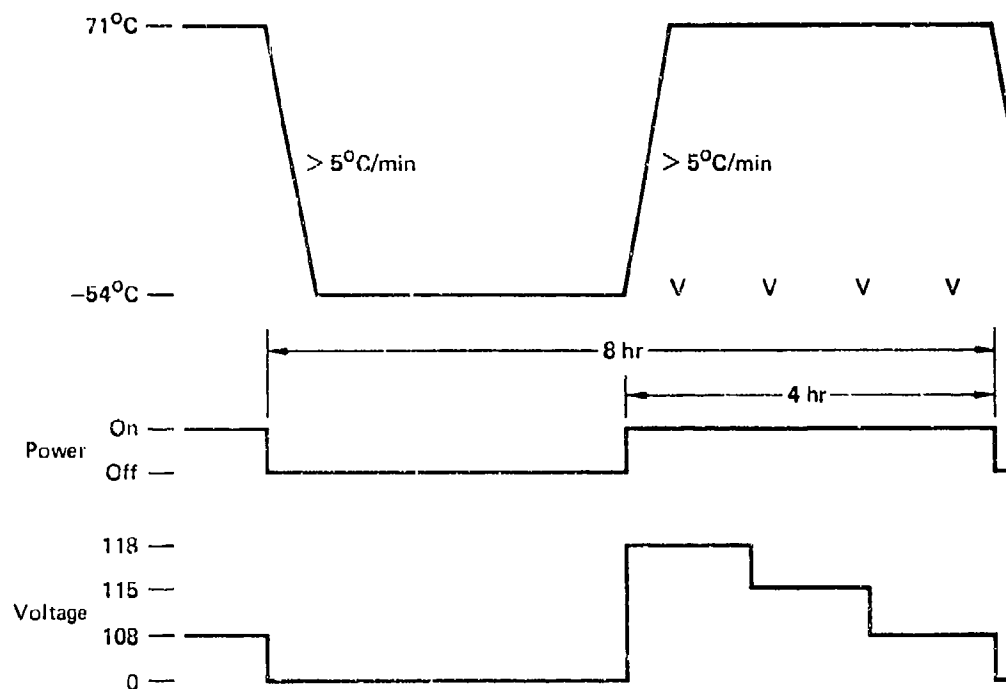 71°C
> 5°C/min
> 5°C/min
-54°C
V V V V
8 hr
4 hr
On
Power
Off
118
115
Voltage
108
0